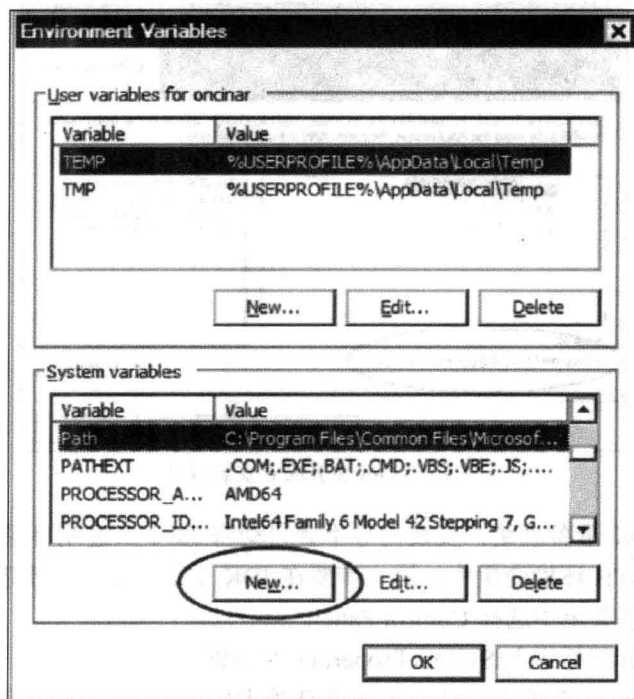 Environment Variables
User variables for oncinar
Variable Value
TEMP %USERPROFILE%\AppData\Local\Temp
TMP %USERPROFILE%\AppData\Local\Temp
New... Edit... Delete
System variables
Variable Value
Path C:\Program Files\Common Files\Microsof...
PATHEXT .COM;.EXE;.BAT;.CMD;.VBS;.VBE;.JS;....
PROCESSOR_A... AMD64
PROCESSOR_ID... Intel64 Family 6 Model 42 Stepping 7, G...
New... Edit... Delete
OK Cancel